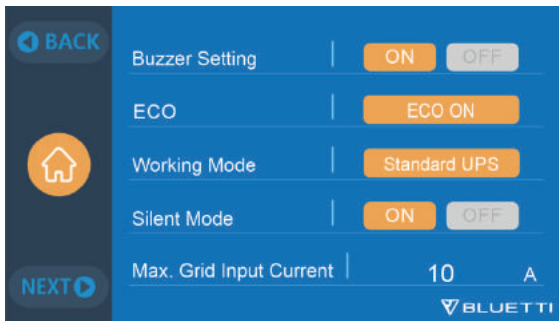 BACK
Buzzer Setting ON OFF
ECO ECO ON
Working Mode Standard UPS
Silent Mode ON OFF
Max. Grid Input Current 10 A
NEXT
BLUETTI